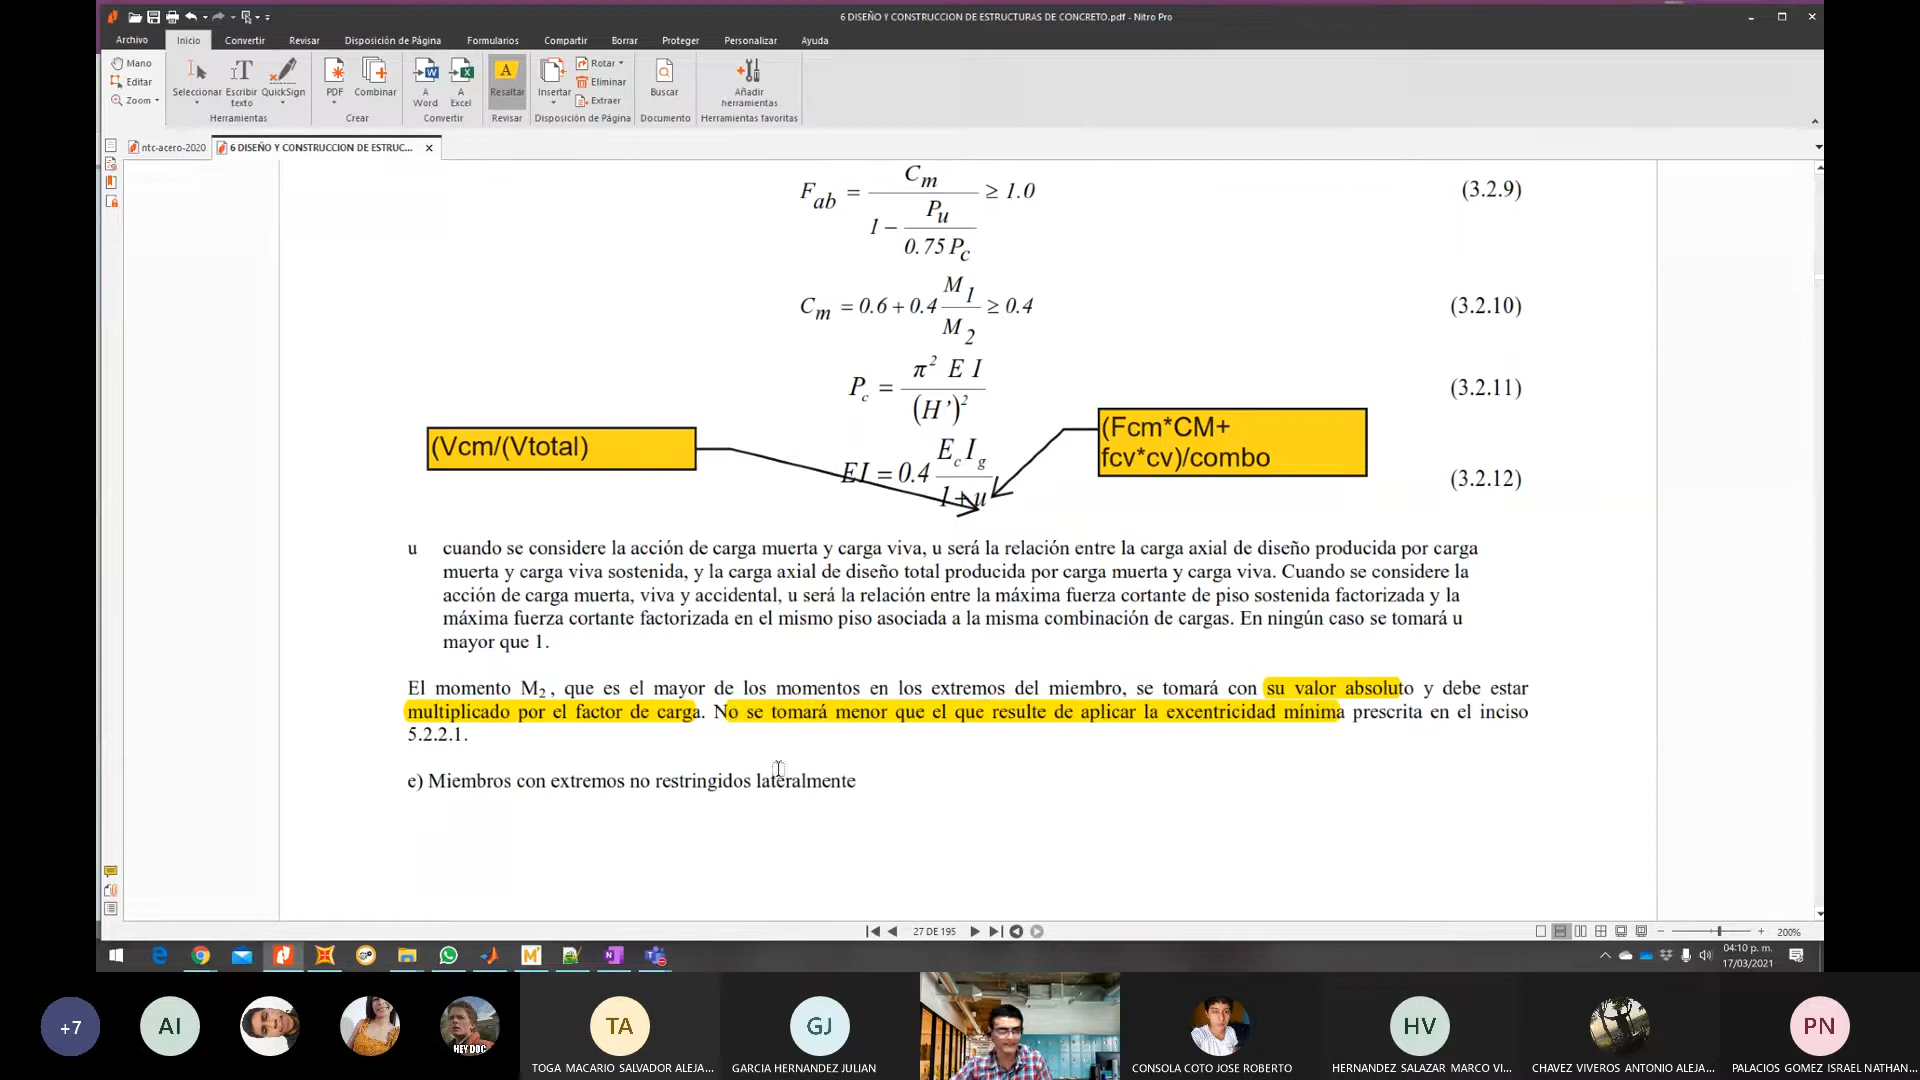 6 DISEÑO Y CONSTRUCCION DE ESTRUCTURAS DE CONCRETO.pdf - Nitro Pro
Archivo Inicio Convertir Revisar Disposición de Página Formularios Compartir Borrar Proteger Personalizar Ayuda
Mano
Editar
Zoom
Seleccionar
Escribir texto
QuickSign
Herramientas
PDF
Combinar
Crear
A Word
A Excel
Convertir
A
Resaltar
Revisar
Insertar
Rotar
Eliminar
Extraer
Disposición de Página
Buscar
Documento
Añadir herramientas
Herramientas favoritas
ntc-acero-2020
6 DISEÑO Y CONSTRUCCION DE ESTRUC...
F_ab = C_m / (1 − P_u / (0.75 P_c)) ≥ 1.0 (3.2.9)
C_m = 0.6 + 0.4 M_1 / M_2 ≥ 0.4 (3.2.10)
P_c = π² E I / (H’)² (3.2.11)
(Vcm/(Vtotal)
(Fcm*CM+
fcv*cv)/combo
EI = 0.4 E_c I_g / (1 + u) (3.2.12)
u cuando se considere la acción de carga muerta y carga viva, u será la relación entre la carga axial de diseño producida por carga
muerta y carga viva sostenida, y la carga axial de diseño total producida por carga muerta y carga viva. Cuando se considere la
acción de carga muerta, viva y accidental, u será la relación entre la máxima fuerza cortante de piso sostenida factorizada y la
máxima fuerza cortante factorizada en el mismo piso asociada a la misma combinación de cargas. En ningún caso se tomará u
mayor que 1.
El momento M₂, que es el mayor de los momentos en los extremos del miembro, se tomará con su valor absoluto y debe estar
multiplicado por el factor de carga. No se tomará menor que el que resulte de aplicar la excentricidad mínima prescrita en el inciso
5.2.2.1.
e) Miembros con extremos no restringidos lateralmente
27 DE 195
200%
04:10 p. m.
17/03/2021
+7
AI
HEY DOC
TA
TOGA MACARIO SALVADOR ALEJA...
GJ
GARCIA HERNANDEZ JULIAN
CONSOLA COTO JOSE ROBERTO
HV
HERNANDEZ SALAZAR MARCO VI...
CHAVEZ VIVEROS ANTONIO ALEJA...
PN
PALACIOS GOMEZ ISRAEL NATHAN...